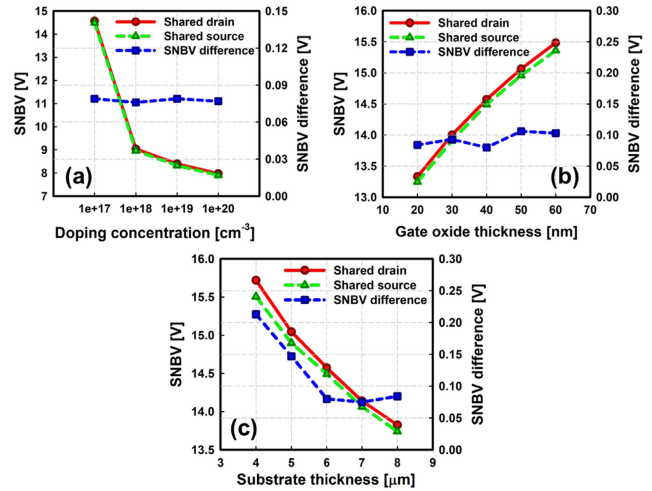 15
14
13
12
11
10
9
8
7
SNBV [V]
Shared drain
Shared source
SNBV difference
(a)
0.15
0.12
0.09
0.06
0.03
0.00
SNBV difference [V]
1e+17 1e+18 1e+19 1e+20
Doping concentration [cm-3]
16.0
15.5
15.0
14.5
14.0
13.5
13.0
SNBV [V]
Shared drain
Shared source
SNBV difference
(b)
0.30
0.25
0.20
0.15
0.10
0.05
0.00
SNBV difference [V]
10 20 30 40 50 60 70
Gate oxide thickness [nm]
16.0
15.5
15.0
14.5
14.0
13.5
SNBV [V]
Shared drain
Shared source
SNBV difference
(c)
0.30
0.25
0.20
0.15
0.10
0.05
0.00
SNBV difference [V]
3 4 5 6 7 8 9
Substrate thickness [μm]